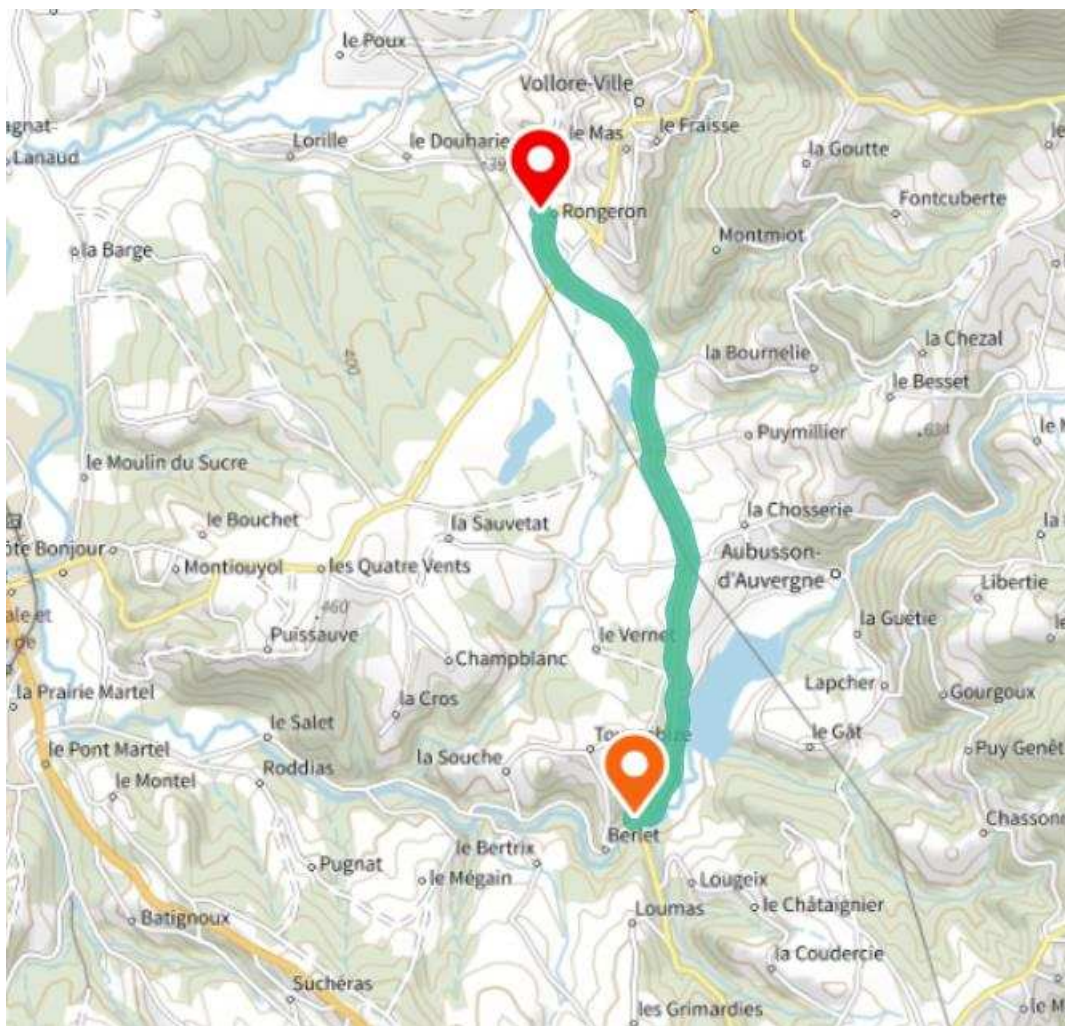 le Poux
Vollore-Ville
le Mas
le Fraisse
le Douharie
Lorille
Lanaud
la Goutte
Fontcuberte
Rongeron
Montmiot
la Barge
400
la Bournelie
la Chezal
le Besset
Puymillier
634
le Moulin du Sucre
le Bouchet
la Sauvetat
la Chosserie
Aubusson-
d'Auvergne
Bonjour
Montiouyol
les Quatre Vents
Libertie
460
Puissauve
le Vernet
la Guetie
Champblanc
Lapcher
Gourgoux
la Prairie Martel
la Cros
le Salet
le Gât
Puy Genêt
le Pont Martel
la Souche
le Montel
Roddias
Berlet
le Bertrix
Pugnat
le Mégain
Lougeix
Loumas
le Châtaignier
Batignoux
la Coudercie
Suchéras
les Grimardies